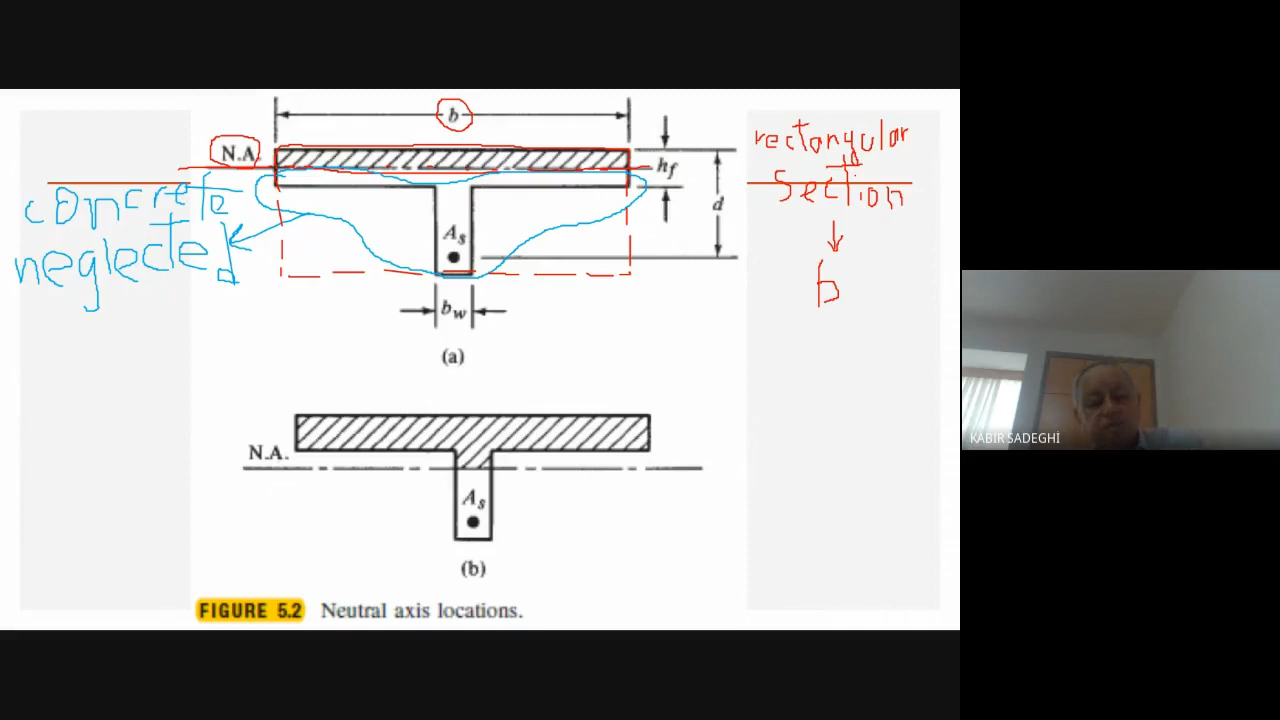 b
N.A.
h_f
d
A_s
b_w
(a)
concrete
neglected
rectangular
section
b
N.A.
A_s
(b)
FIGURE 5.2 Neutral axis locations.
KABIR SADEGHİ